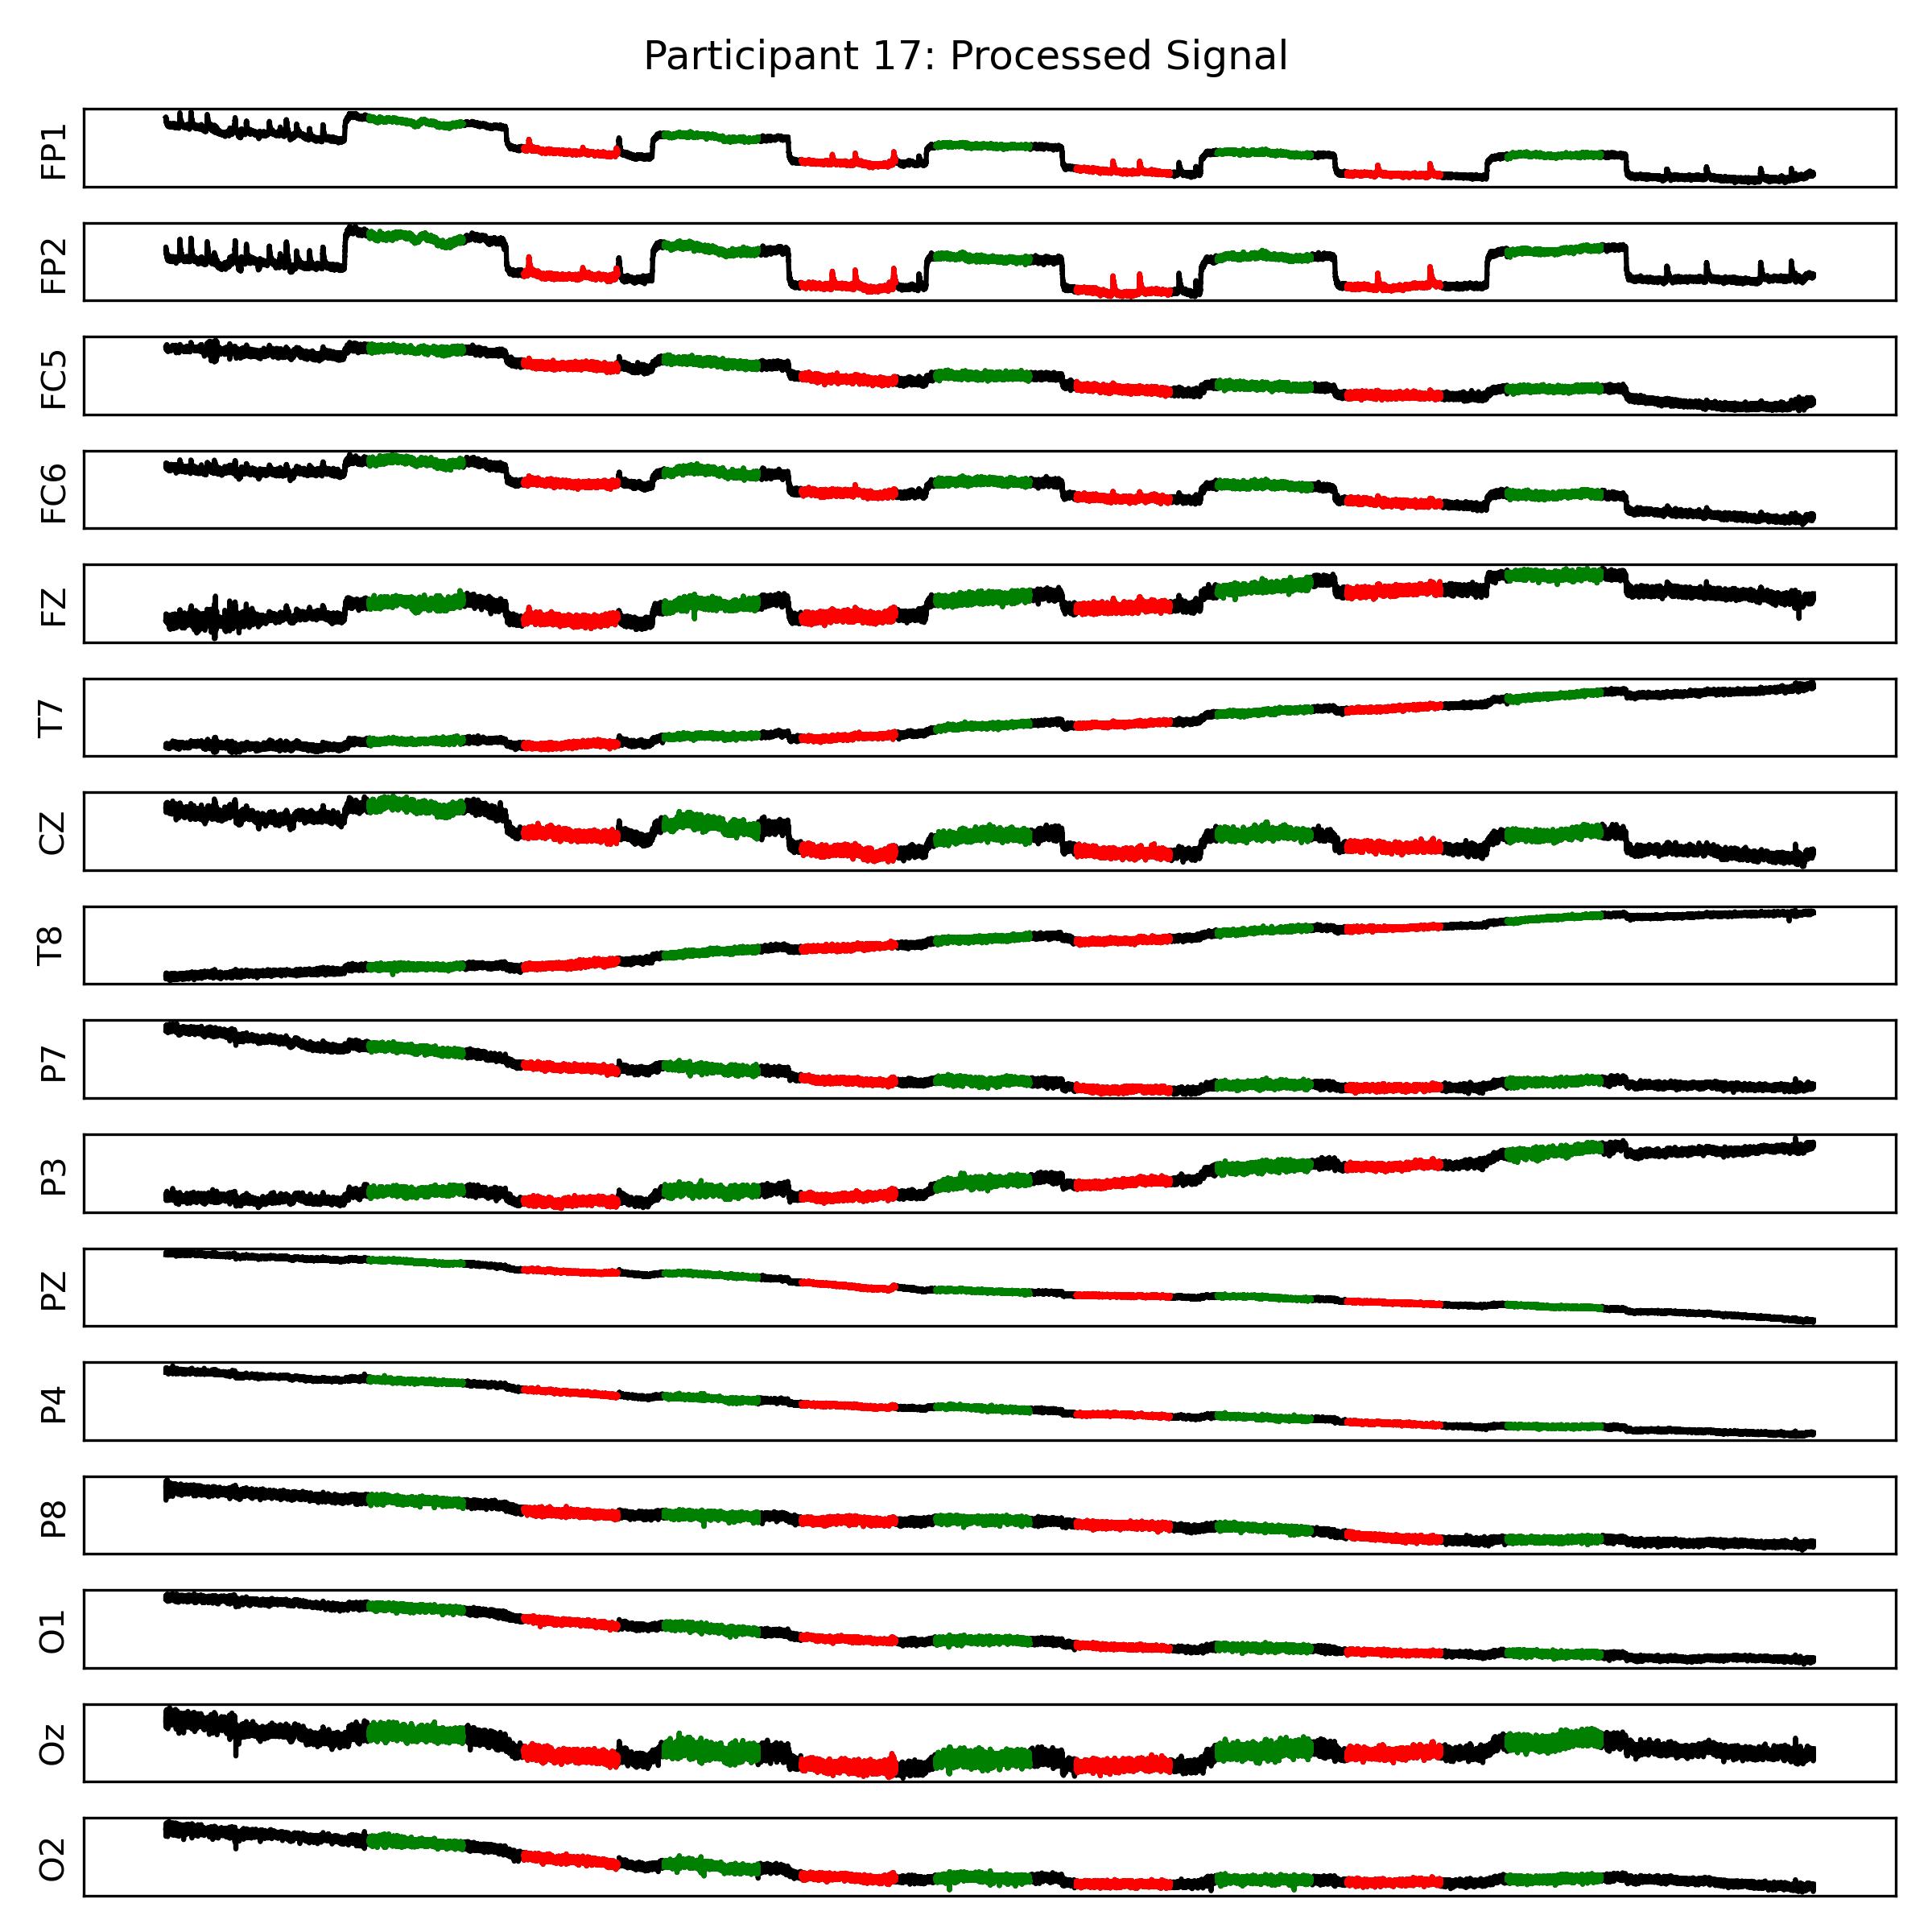 Participant 17: Processed Signal
FP1
FP2
FC5
FC6
FZ
T7
CZ
T8
P7
P3
PZ
P4
P8
O1
Oz
O2